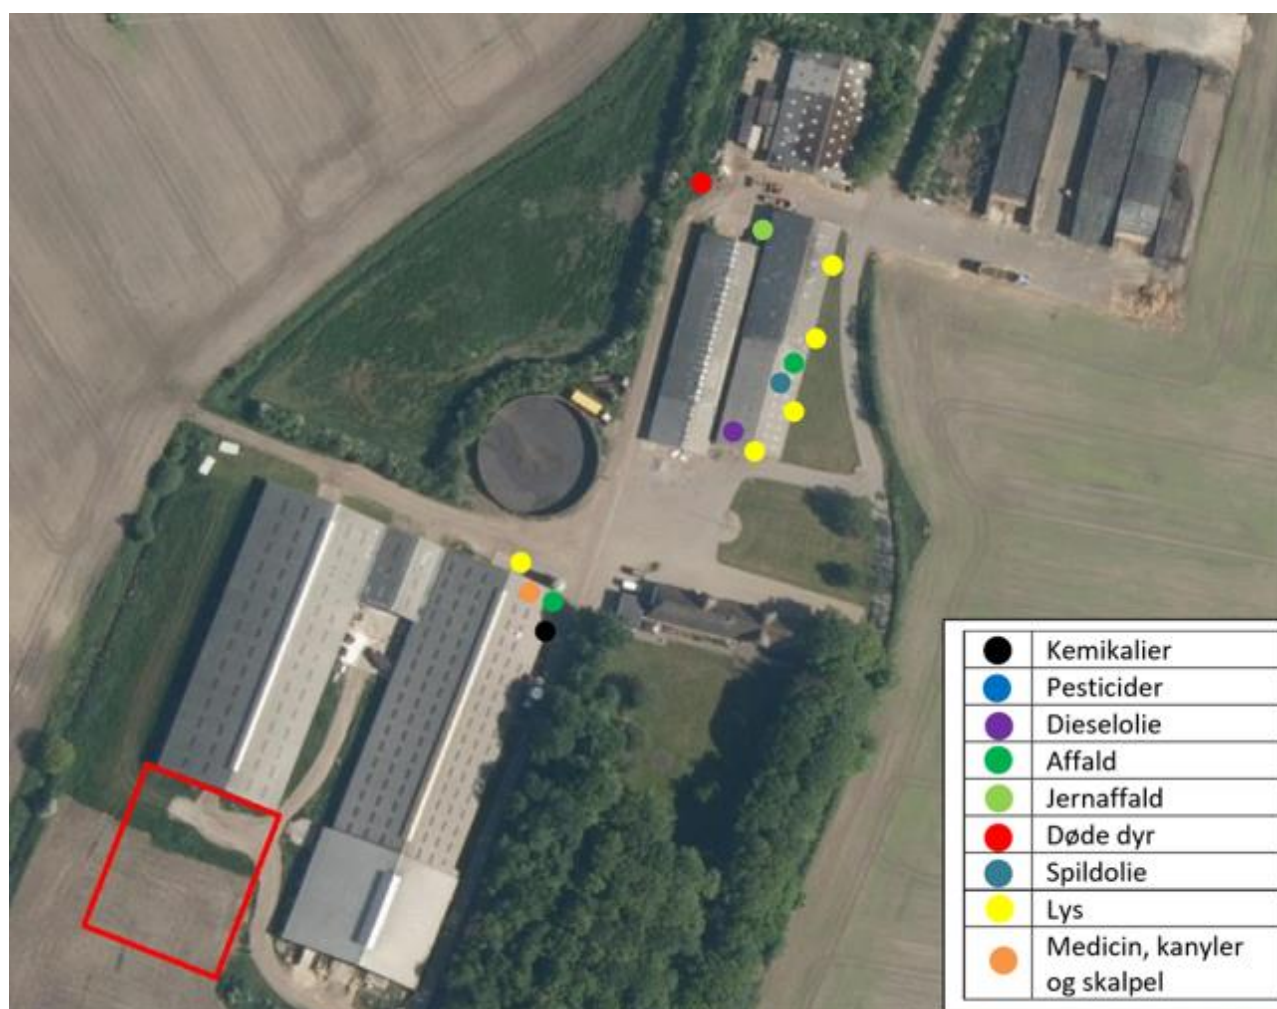 Kemikalier
Pesticider
Dieselolie
Affald
Jernaffald
Døde dyr
Spildolie
Lys
Medicin, kanyler
og skalpel